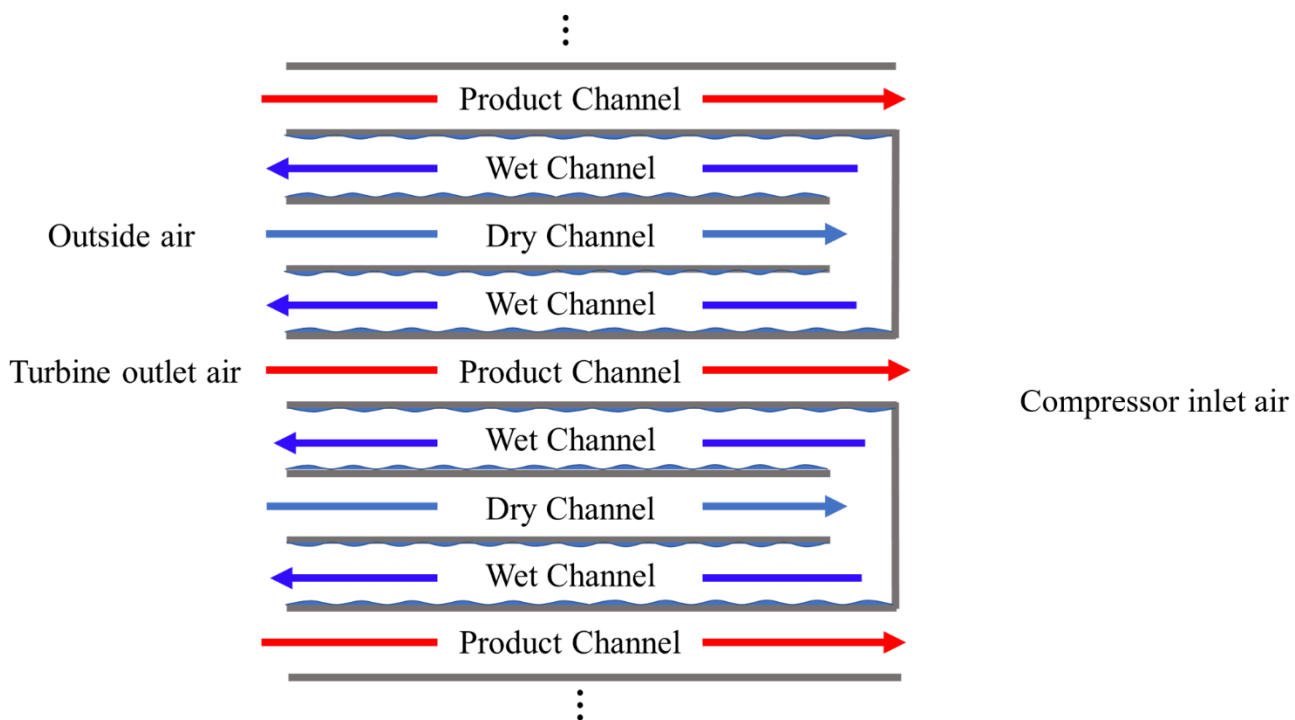 Product Channel
Wet Channel
Outside air
Dry Channel
Wet Channel
Turbine outlet air
Product Channel
Compressor inlet air
Wet Channel
Dry Channel
Wet Channel
Product Channel